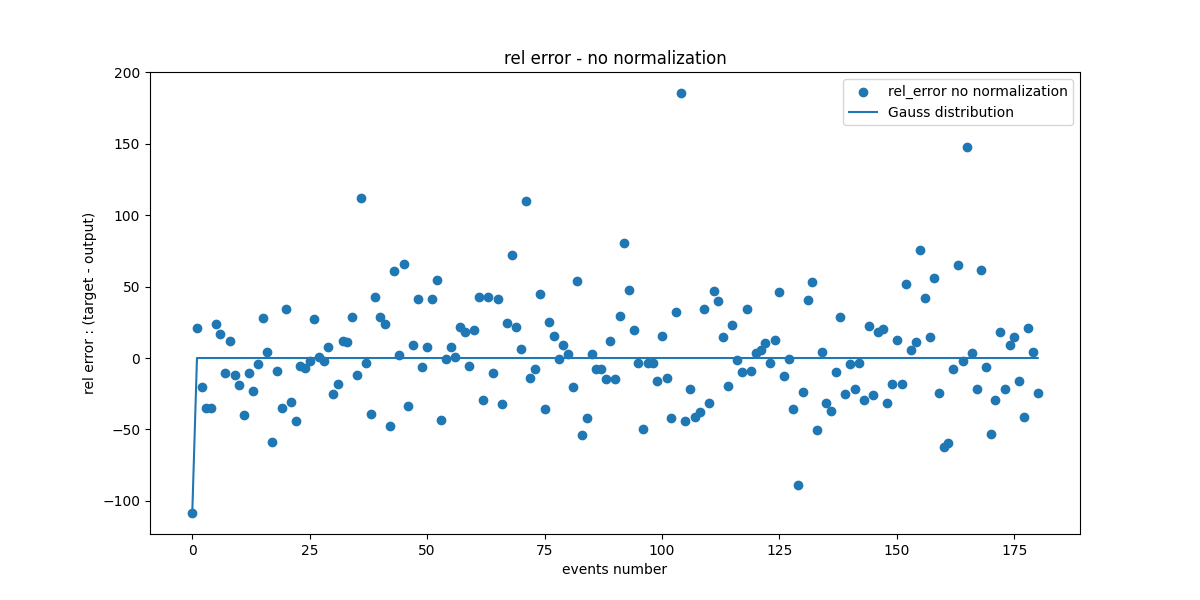 rel error - no normalization
rel_error no normalization
Gauss distribution
rel error : (target - output)
200
150
100
50
0
−50
−100
0 25 50 75 100 125 150 175
events number